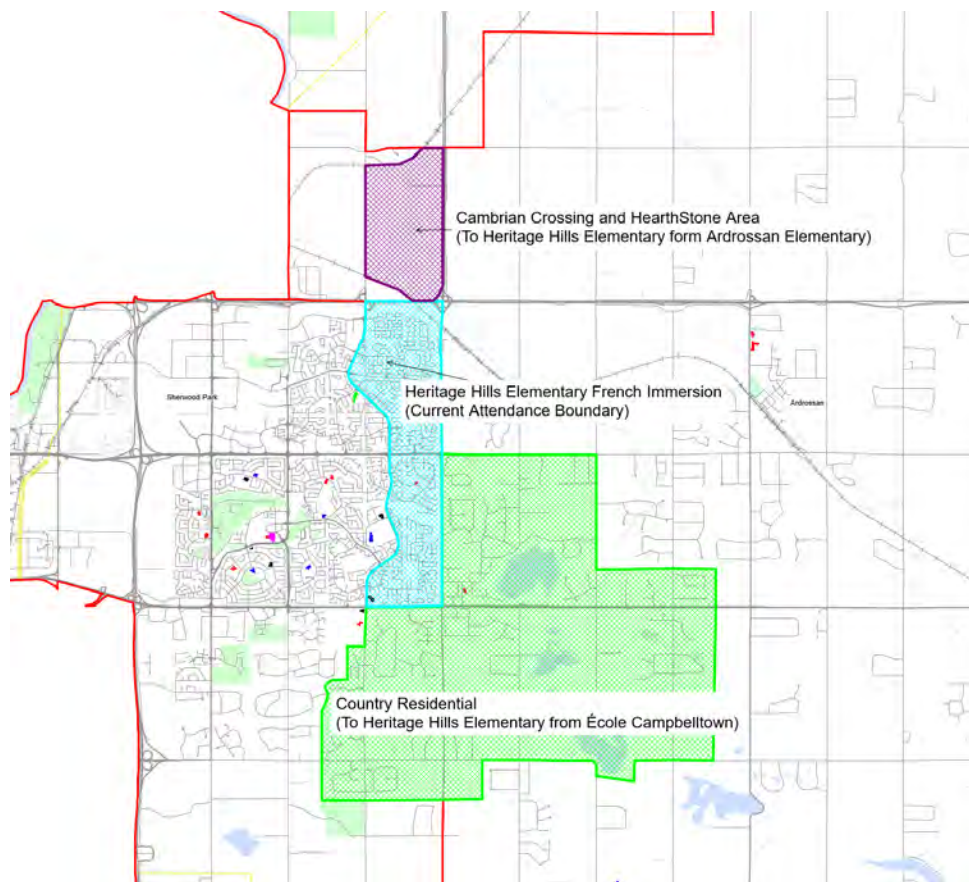 Cambrian Crossing and HearthStone Area
(To Heritage Hills Elementary form Ardrossan Elementary)
Heritage Hills Elementary French Immersion
(Current Attendance Boundary)
Sherwood Park
Ardrossan
Country Residential
(To Heritage Hills Elementary from École Campbelltown)